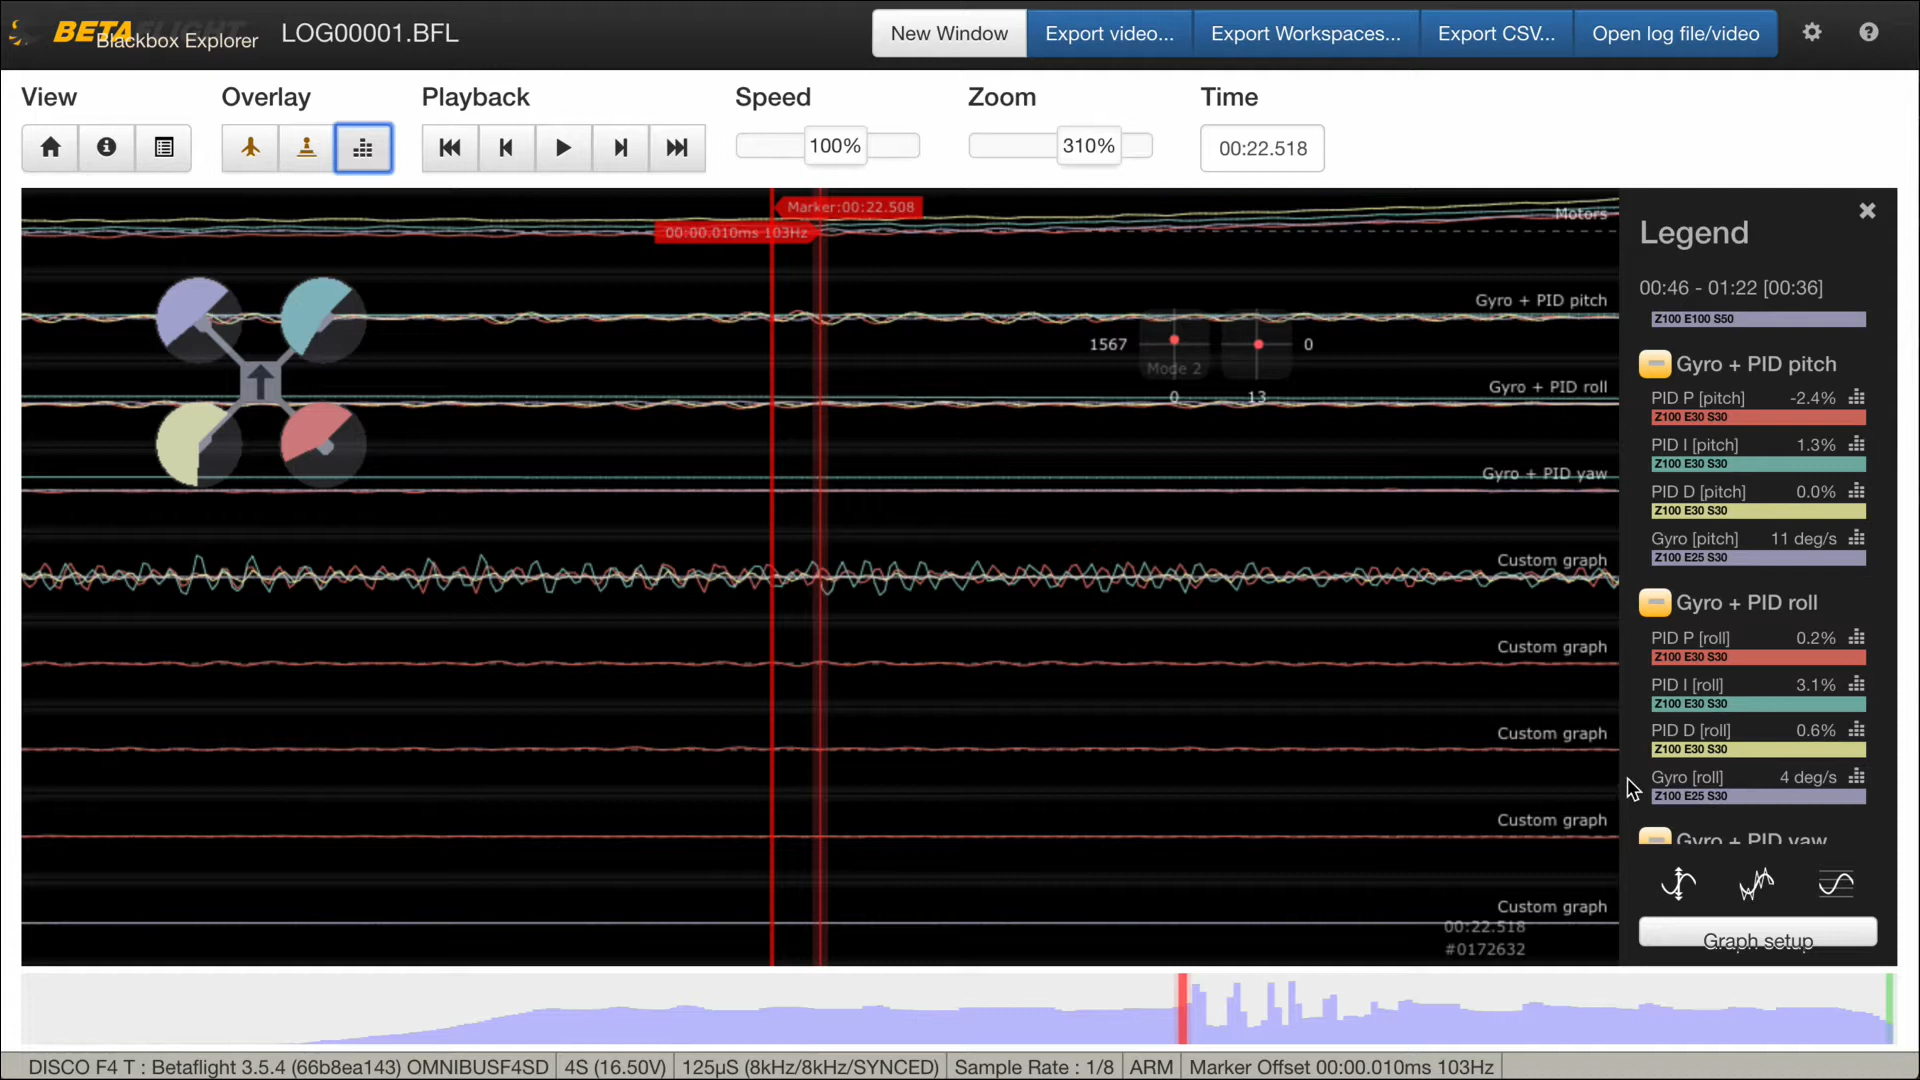 BETAFLIGHT
Blackbox Explorer
LOG00001.BFL
New Window
Export video...
Export Workspaces...
Export CSV...
Open log file/video
View
Overlay
Playback
Speed
Zoom
Time
100%
310%
00:22.518
Marker:00:22.508
00:00.010ms 103Hz
Motors
Gyro + PID pitch
1567
0
Mode 2
0
13
Gyro + PID roll
Gyro + PID yaw
Custom graph
Custom graph
Custom graph
Custom graph
Custom graph
00:22.518
#0172632
Legend
00:46 - 01:22 [00:36]
Z100 E100 S50
Gyro + PID pitch
PID P [pitch] -2.4%
Z100 E30 S30
PID I [pitch] 1.3%
Z100 E30 S30
PID D [pitch] 0.0%
Z100 E30 S30
Gyro [pitch] 11 deg/s
Z100 E25 S30
Gyro + PID roll
PID P [roll] 0.2%
Z100 E30 S30
PID I [roll] 3.1%
Z100 E30 S30
PID D [roll] 0.6%
Z100 E30 S30
Gyro [roll] 4 deg/s
Z100 E25 S30
Gyro + PID yaw
Graph setup
DISCO F4 T : Betaflight 3.5.4 (66b8ea143) OMNIBUSF4SD
4S (16.50V)
125µS (8kHz/8kHz/SYNCED)
Sample Rate : 1/8
ARM
Marker Offset 00:00.010ms 103Hz